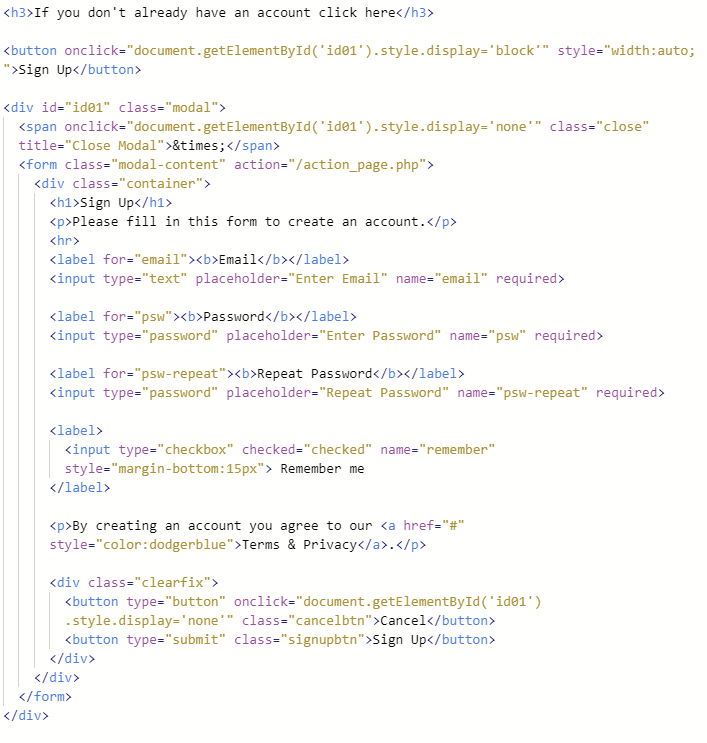 <h3>If you don't already have an account click here</h3>
<button onclick="document.getElementById('id01').style.display='block'" style="width:auto;
">Sign Up</button>
<div id="id01" class="modal">
<span onclick="document.getElementById('id01').style.display='none'" class="close"
title="Close Modal">&times;</span>
<form class="modal-content" action="/action_page.php">
<div class="container">
<h1>Sign Up</h1>
<p>Please fill in this form to create an account.</p>
<hr>
<label for="email"><b>Email</b></label>
<input type="text" placeholder="Enter Email" name="email" required>
<label for="psw"><b>Password</b></label>
<input type="password" placeholder="Enter Password" name="psw" required>
<label for="psw-repeat"><b>Repeat Password</b></label>
<input type="password" placeholder="Repeat Password" name="psw-repeat" required>
<label>
<input type="checkbox" checked="checked" name="remember"
style="margin-bottom:15px"> Remember me
</label>
<p>By creating an account you agree to our <a href="#"
style="color:dodgerblue">Terms & Privacy</a>.</p>
<div class="clearfix">
<button type="button" onclick="document.getElementById('id01')
.style.display='none'" class="cancelbtn">Cancel</button>
<button type="submit" class="signupbtn">Sign Up</button>
</div>
</div>
</form>
</div>